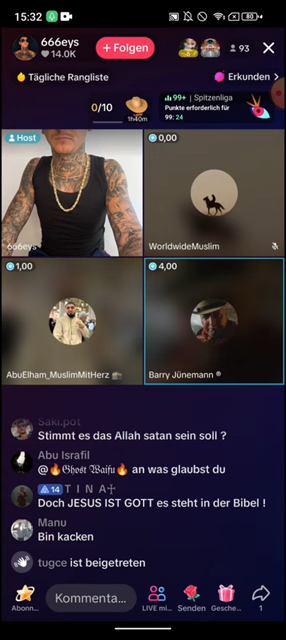 15:32
80
666eys
14.0K
+ Folgen
93
Tägliche Rangliste
Erkunden >
0/10
1h40m
99+ | Spitzenliga
Punkte erforderlich für
99: 24
Host
0,00
666eys
WorldwideMuslim
1,00
4,00
AbuElham_MuslimMitHerz
Barry Jünemann ®
Saki.pot
Stimmt es das Allah satan sein soll ?
Abu Israfil
@🔥𝕲𝖍𝖔𝖘𝖙 𝖂𝖆𝖎𝖋𝖚🔥 an was glaubst du
14 T I N A✝
Doch JESUS IST GOTT es steht in der Bibel !
Manu
Bin kacken
tugce ist beigetreten
Kommenta...
Abonn...
LIVE mi...
Senden
Gesche...
1